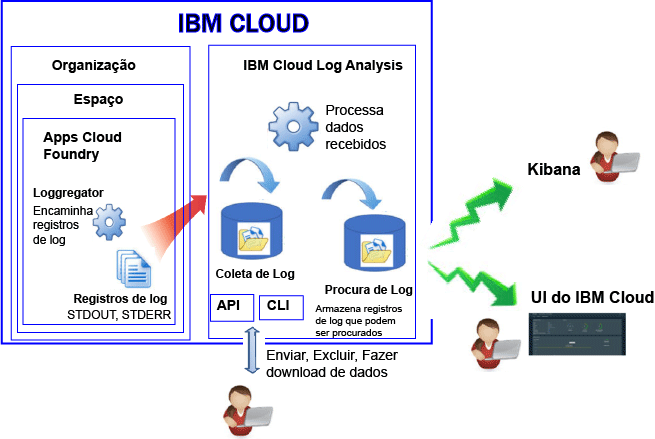 IBM CLOUD
Organização
Espaço
Apps Cloud
Foundry
Loggregator
Encaminha
registros
de log
Registros de log
STDOUT, STDERR
IBM Cloud Log Analysis
Processa
dados
recebidos
Coleta de Log
Procura de Log
API
CLI
Armazena registros
de log que podem
ser procurados
Enviar, Excluir, Fazer
download de dados
Kibana
UI do IBM Cloud